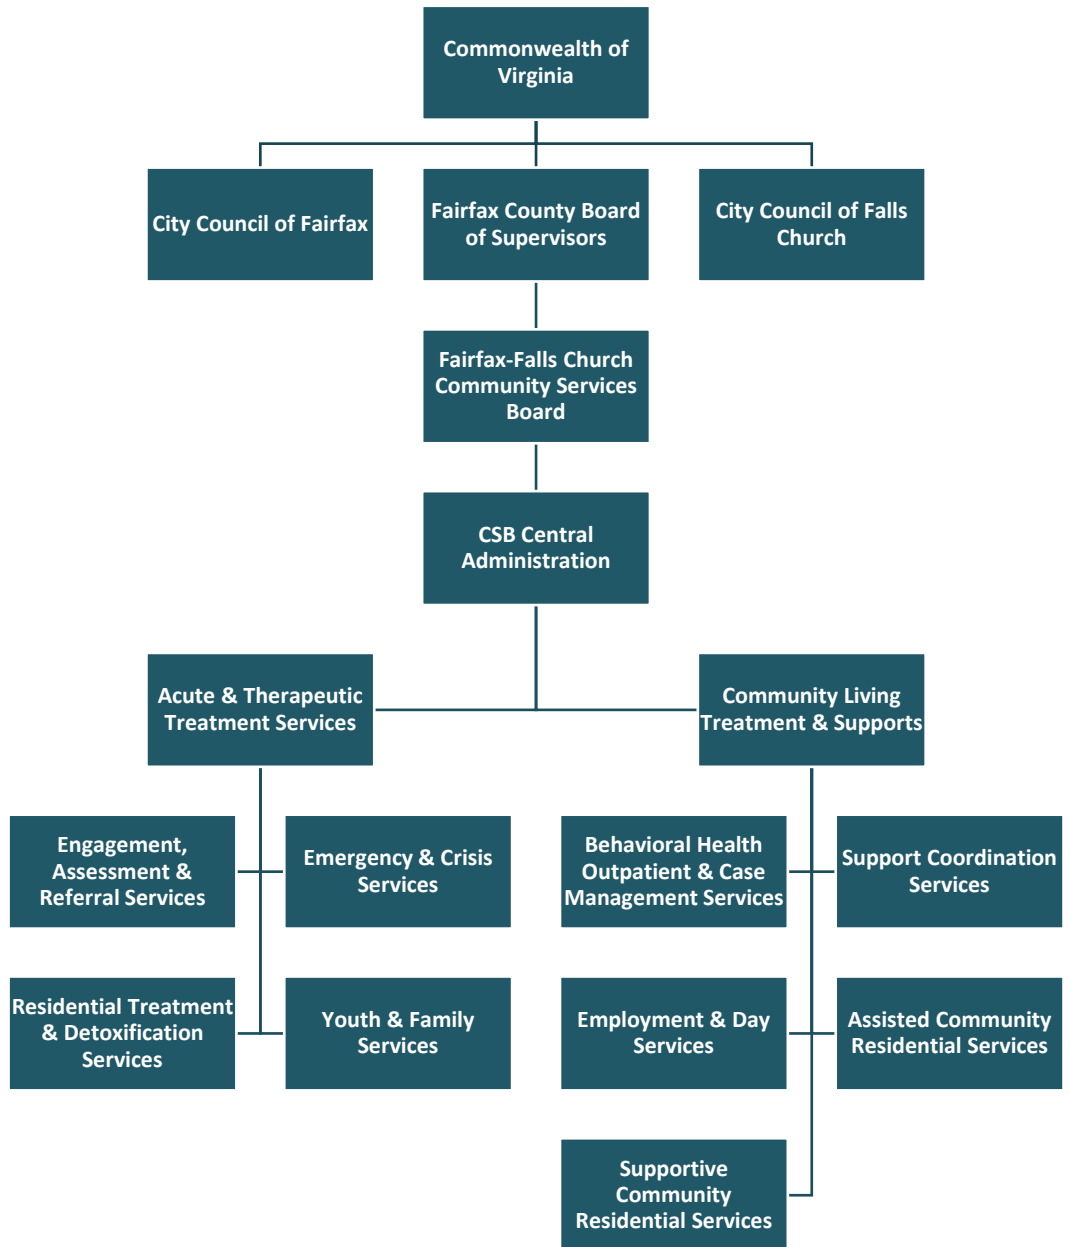 Commonwealth of
Virginia
City Council of Fairfax
Fairfax County Board
of Supervisors
City Council of Falls
Church
Fairfax-Falls Church
Community Services
Board
CSB Central
Administration
Acute & Therapeutic
Treatment Services
Community Living
Treatment & Supports
Engagement,
Assessment &
Referral Services
Emergency & Crisis
Services
Behavioral Health
Outpatient & Case
Management Services
Support Coordination
Services
Residential Treatment
& Detoxification
Services
Youth & Family
Services
Employment & Day
Services
Assisted Community
Residential Services
Supportive
Community
Residential Services